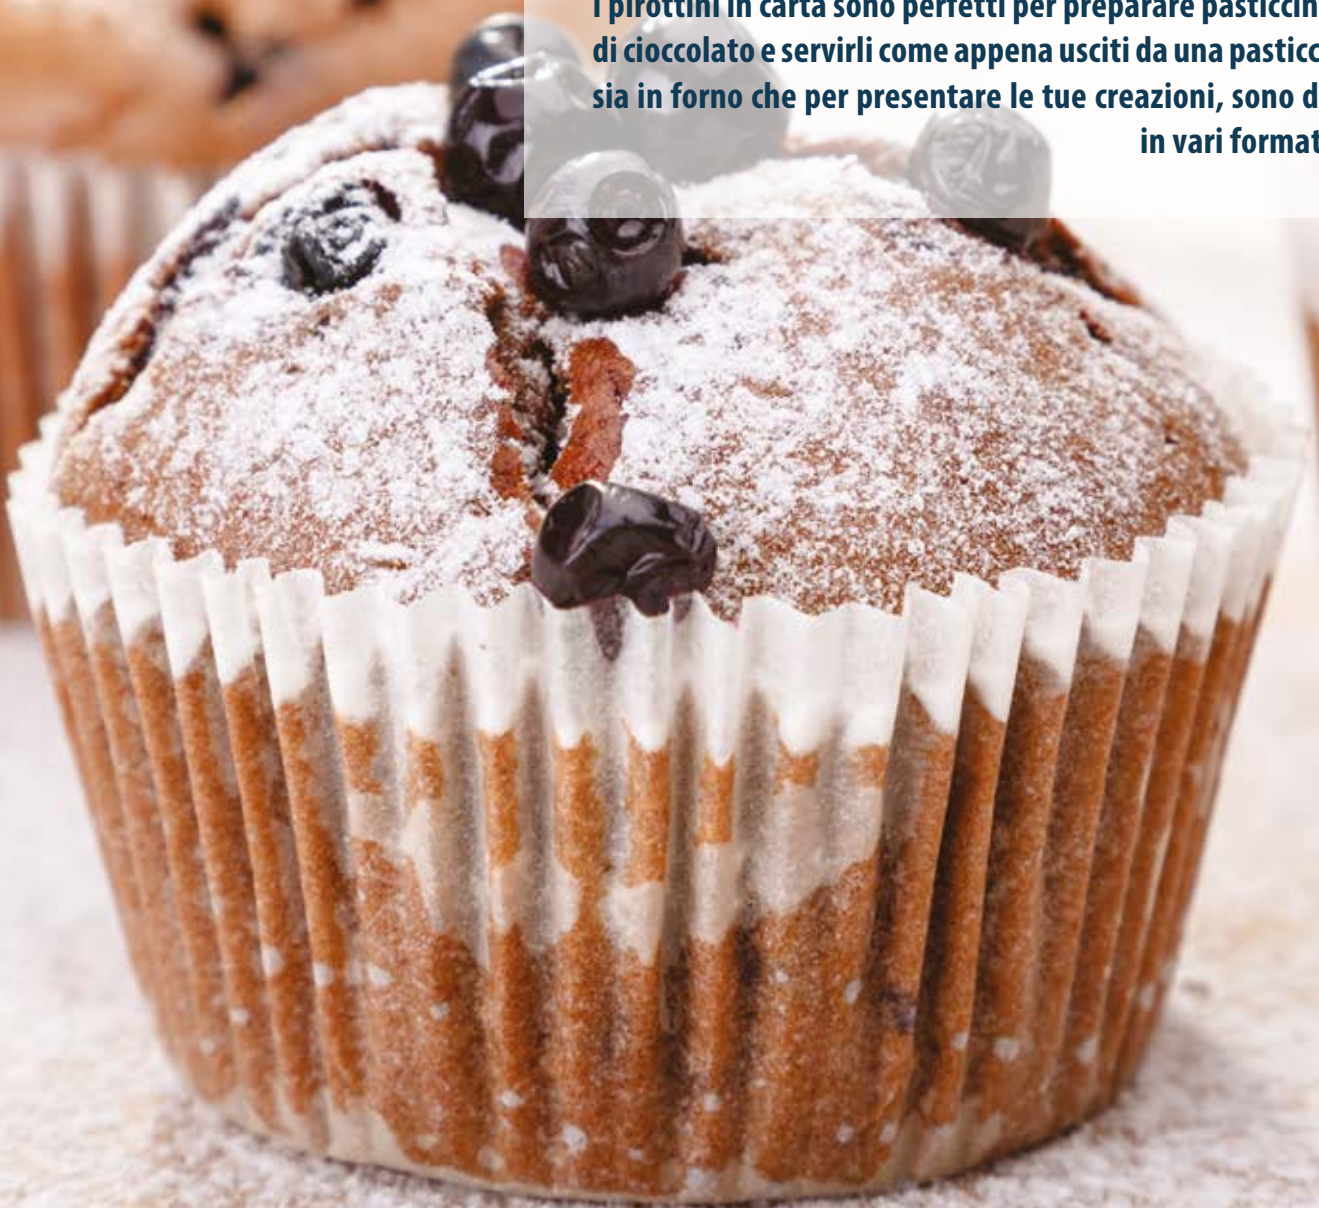 I pirottini in carta sono perfetti per preparare pasticcin
di cioccolato e servirli come appena usciti da una pasticc
sia in forno che per presentare le tue creazioni, sono d
in vari format